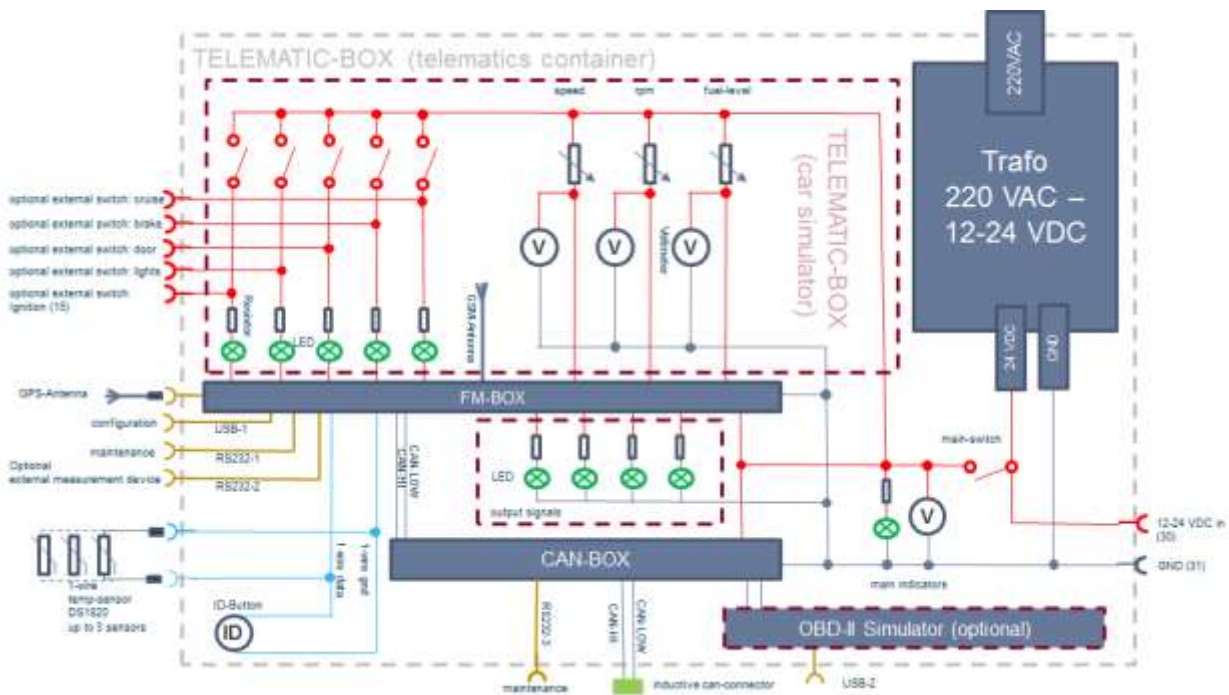 TELEMATIC-BOX (telematics container)
220VAC
speed
rpm
fuel-level
TELEMATIC-BOX
(car simulator)
Trafo
220 VAC –
12-24 VDC
optional external switch: cruise
optional external switch: brake
optional external switch: door
optional external switch: lights
optional external switch:
ignition (15)
V
V
V
Voltmeter
Resistor
LED
GSM-Antenna
24 VDC
GND
GPS-Antenna
FM-BOX
configuration
USB-1
maintenance
RS232-1
Optional
external measurement device
RS232-2
CAN-HI
CAN LOW
LED
output signals
main-switch
V
12-24 VDC in
(30)
GND (31)
main indicators
CAN-BOX
1-wire data
1-wire gnd
1-wire
temp-sensor
DS1820
up to 3 sensors
ID-Button
ID
RS232-3
CAN-HI
CAN-LOW
OBD-II Simulator (optional)
maintenance
inductive can-connector
USB-2